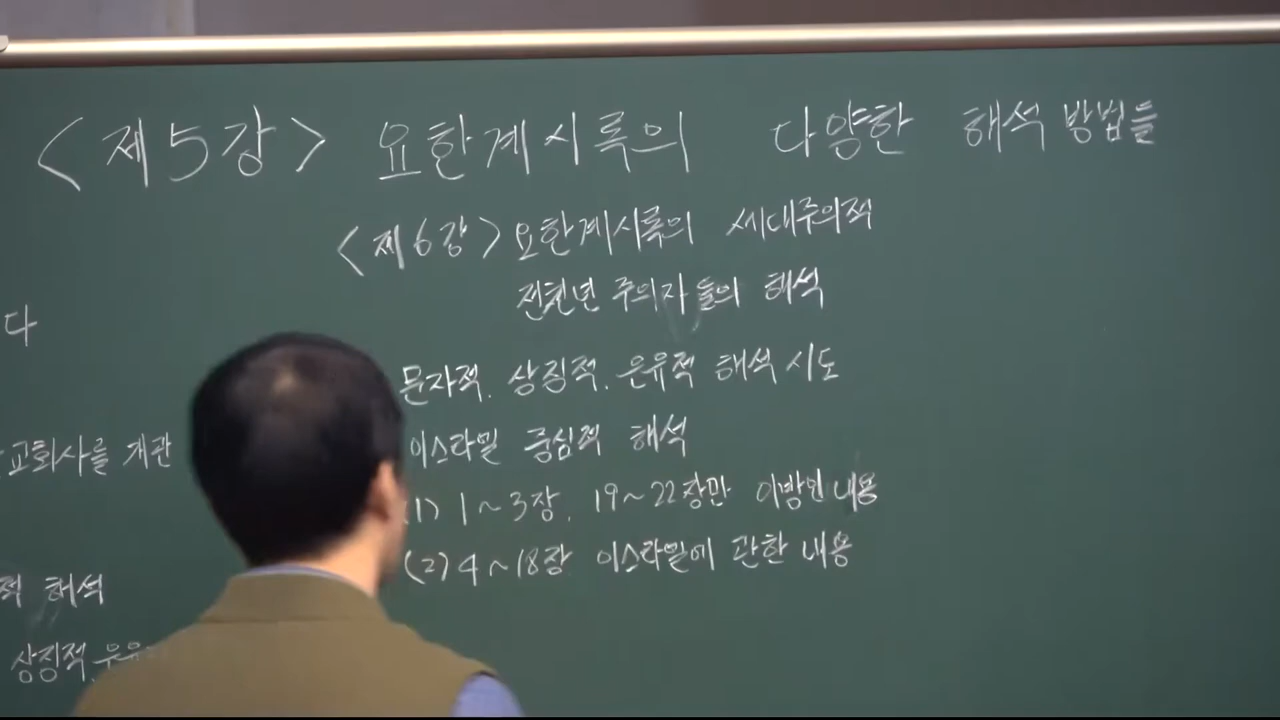 <제5강> 요한계시록의 다양한 해석 방법들
<제6강> 요한계시록의 세대주의적
전천년 주의자들의 해석
다
문자적. 상징적. 은유적 해석 시도
교회사를 개관
이스라엘 중심적 해석
(1) 1~3장, 19~22장만 이방인 내용
(2) 4~18장 이스라엘에 관한 내용
적 해석
상징적.